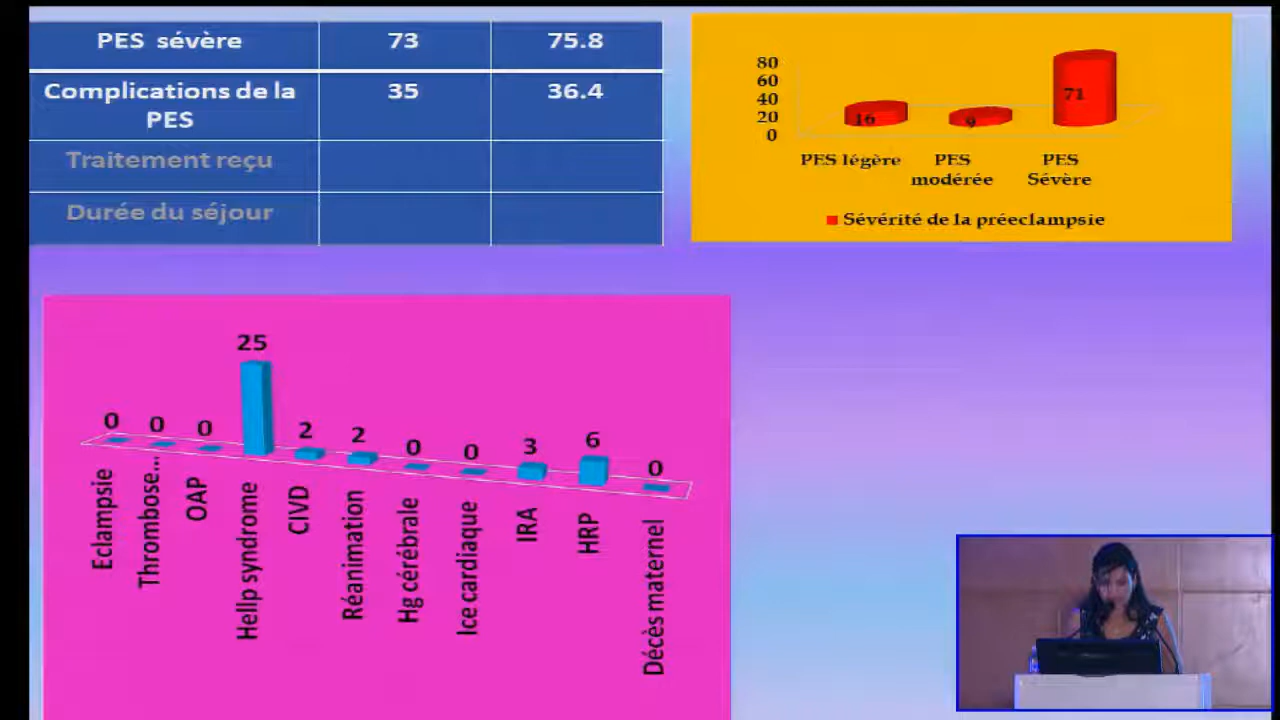 PES sévère 73 75.8
Complications de la 35 36.4
PES
Traitement reçu
Durée du séjour
80
60
40
20
0
16
9
71
PES légère PES PES
modérée Sévère
Sévérité de la préeclampsie
0 0 0 25 2 2 0 0 3 6 0
Eclampsie
Thrombose...
OAP
Hellp syndrome
CIVD
Réanimation
Hg cérébrale
Ice cardiaque
IRA
HRP
Décès maternel